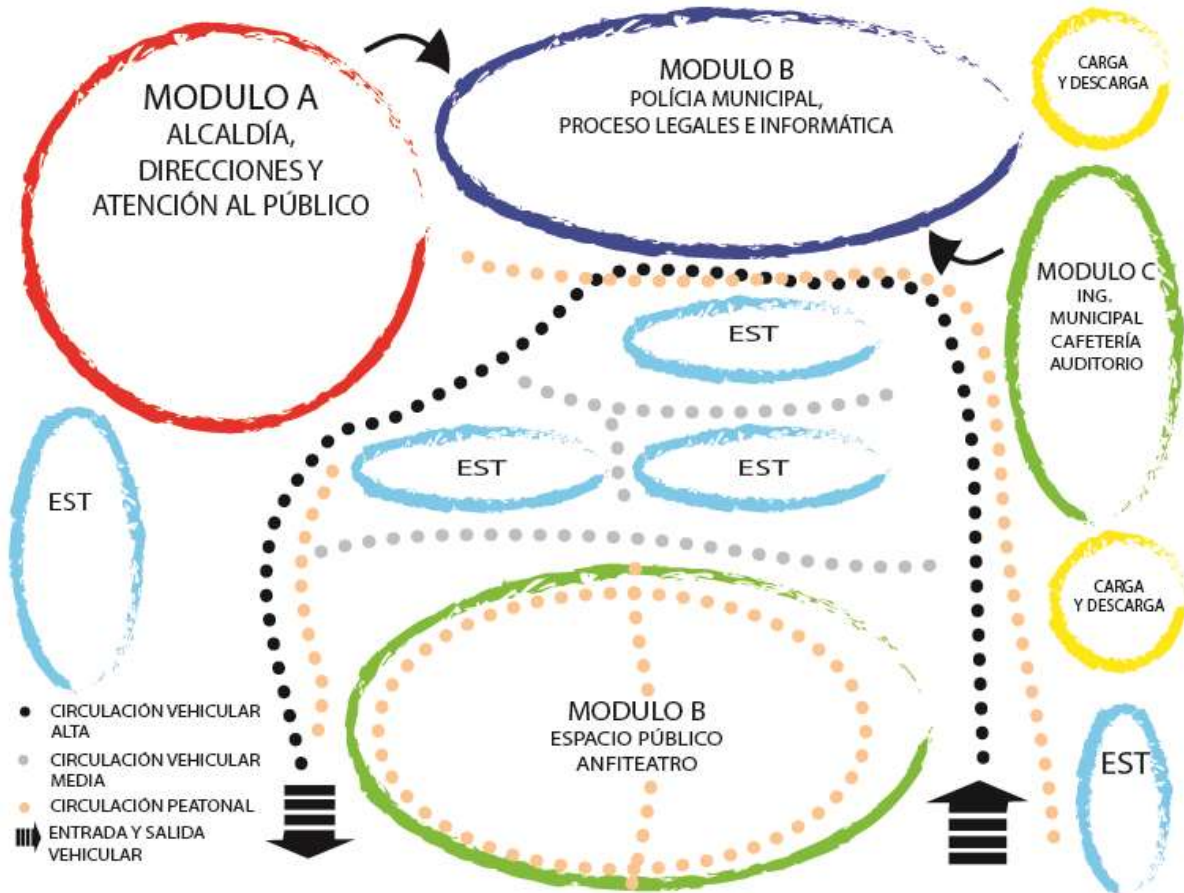 MODULO A
ALCALDÍA,
DIRECCIONES Y
ATENCIÓN AL PÚBLICO
MODULO B
POLÍCIA MUNICIPAL,
PROCESO LEGALES E INFORMÁTICA
CARGA
Y DESCARGA
MODULO C
ING.
MUNICIPAL
CAFETERÍA
AUDITORIO
EST
EST
EST
EST
CARGA
Y DESCARGA
MODULO B
ESPACIO PÚBLICO
ANFITEATRO
EST
CIRCULACIÓN VEHICULAR
ALTA
CIRCULACIÓN VEHICULAR
MEDIA
CIRCULACIÓN PEATONAL
ENTRADA Y SALIDA
VEHICULAR